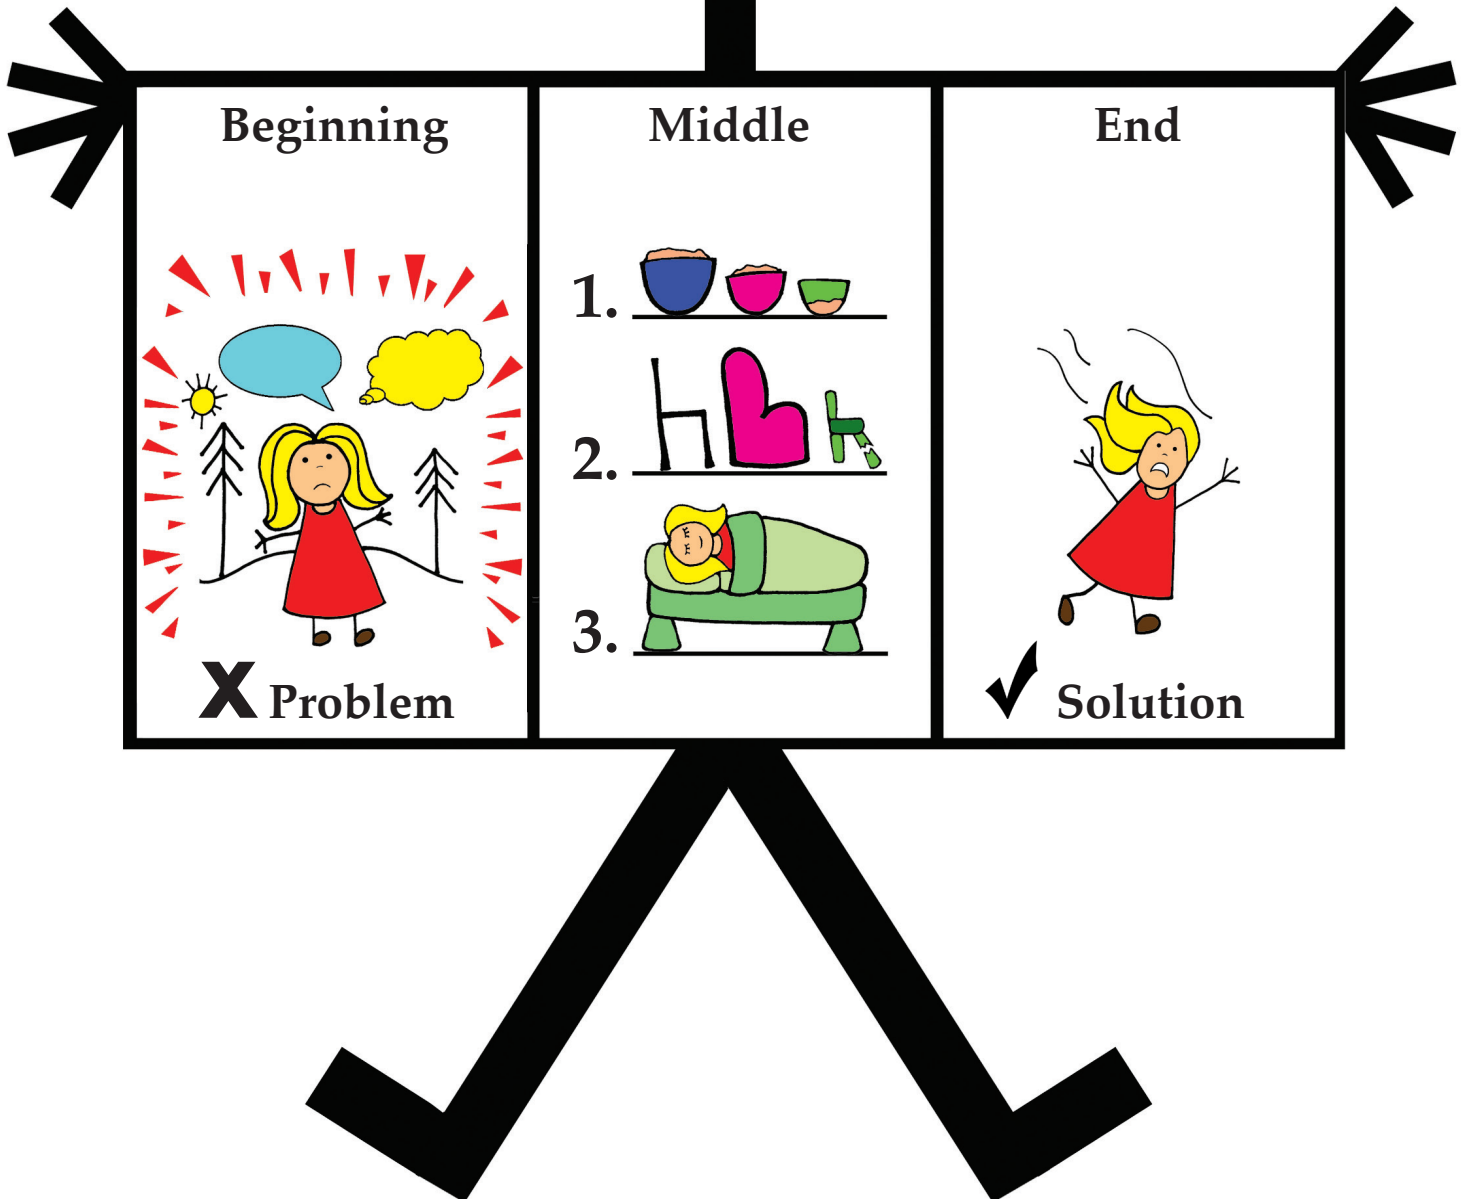 Beginning
X Problem
Middle
1.
2.
3.
End
Solution